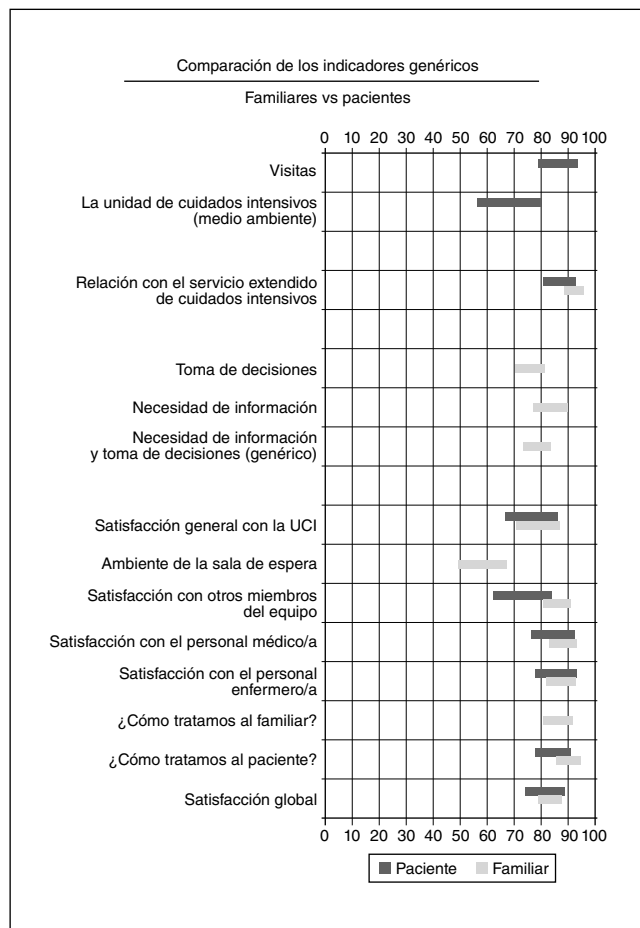 Comparación de los indicadores genéricos
Familiares vs pacientes
0 10 20 30 40 50 60 70 80 90 100
Visitas
La unidad de cuidados intensivos
(medio ambiente)
Relación con el servicio extendido
de cuidados intensivos
Toma de decisiones
Necesidad de información
Necesidad de información
y toma de decisiones (genérico)
Satisfacción general con la UCI
Ambiente de la sala de espera
Satisfacción con otros miembros
del equipo
Satisfacción con el personal médico/a
Satisfacción con el personal
enfermero/a
¿Cómo tratamos al familiar?
¿Cómo tratamos al paciente?
Satisfacción global
0 10 20 30 40 50 60 70 80 90 100
Paciente Familiar